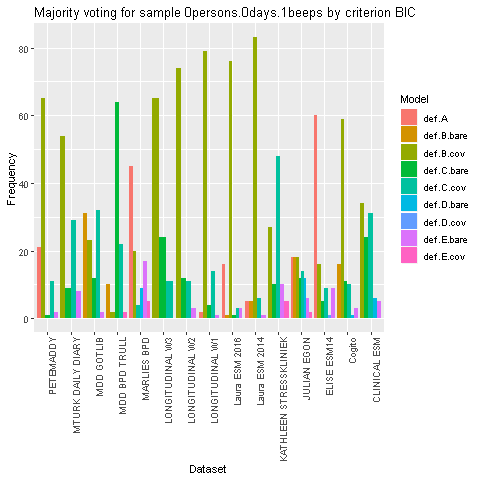 Majority voting for sample 0persons.0days.1beeps by criterion BIC
Frequency
80
60
40
20
0
PETEMADDY
MTURK DAILY DIARY
MDD GOTLIB
MDD BPD TRULL
MARLIES BPD
LONGITUDINAL W3
LONGITUDINAL W2
LONGITUDINAL W1
Laura ESM 2016
Laura ESM 2014
KATHLEEN STRESSKLINIEK
JULIAN EGON
ELISE ESM14
Cogito
CLINICAL ESM
Dataset
Model
def.A
def.B.bare
def.B.cov
def.C.bare
def.C.cov
def.D.bare
def.D.cov
def.E.bare
def.E.cov